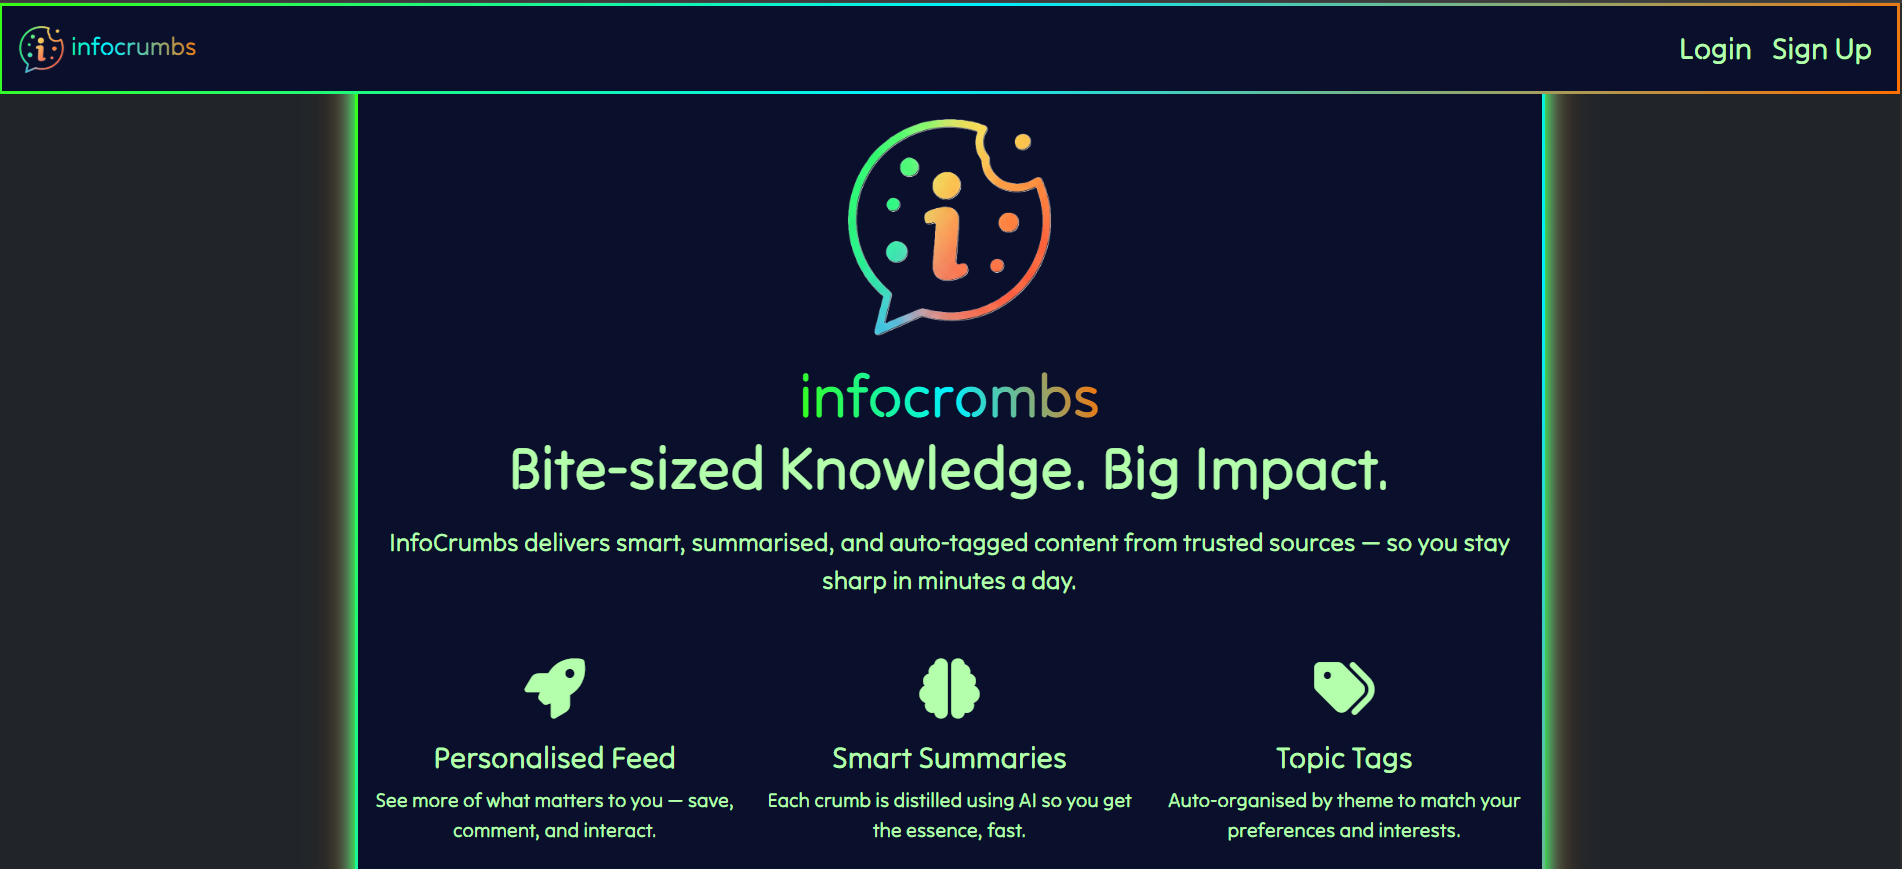 infocrumbs
Login Sign Up
i
infocrombs
Bite-sized Knowledge. Big Impact.
InfoCrumbs delivers smart, summarised, and auto-tagged content from trusted sources — so you stay
sharp in minutes a day.
Personalised Feed
See more of what matters to you — save,
comment, and interact.
Smart Summaries
Each crumb is distilled using AI so you get
the essence, fast.
Topic Tags
Auto-organised by theme to match your
preferences and interests.